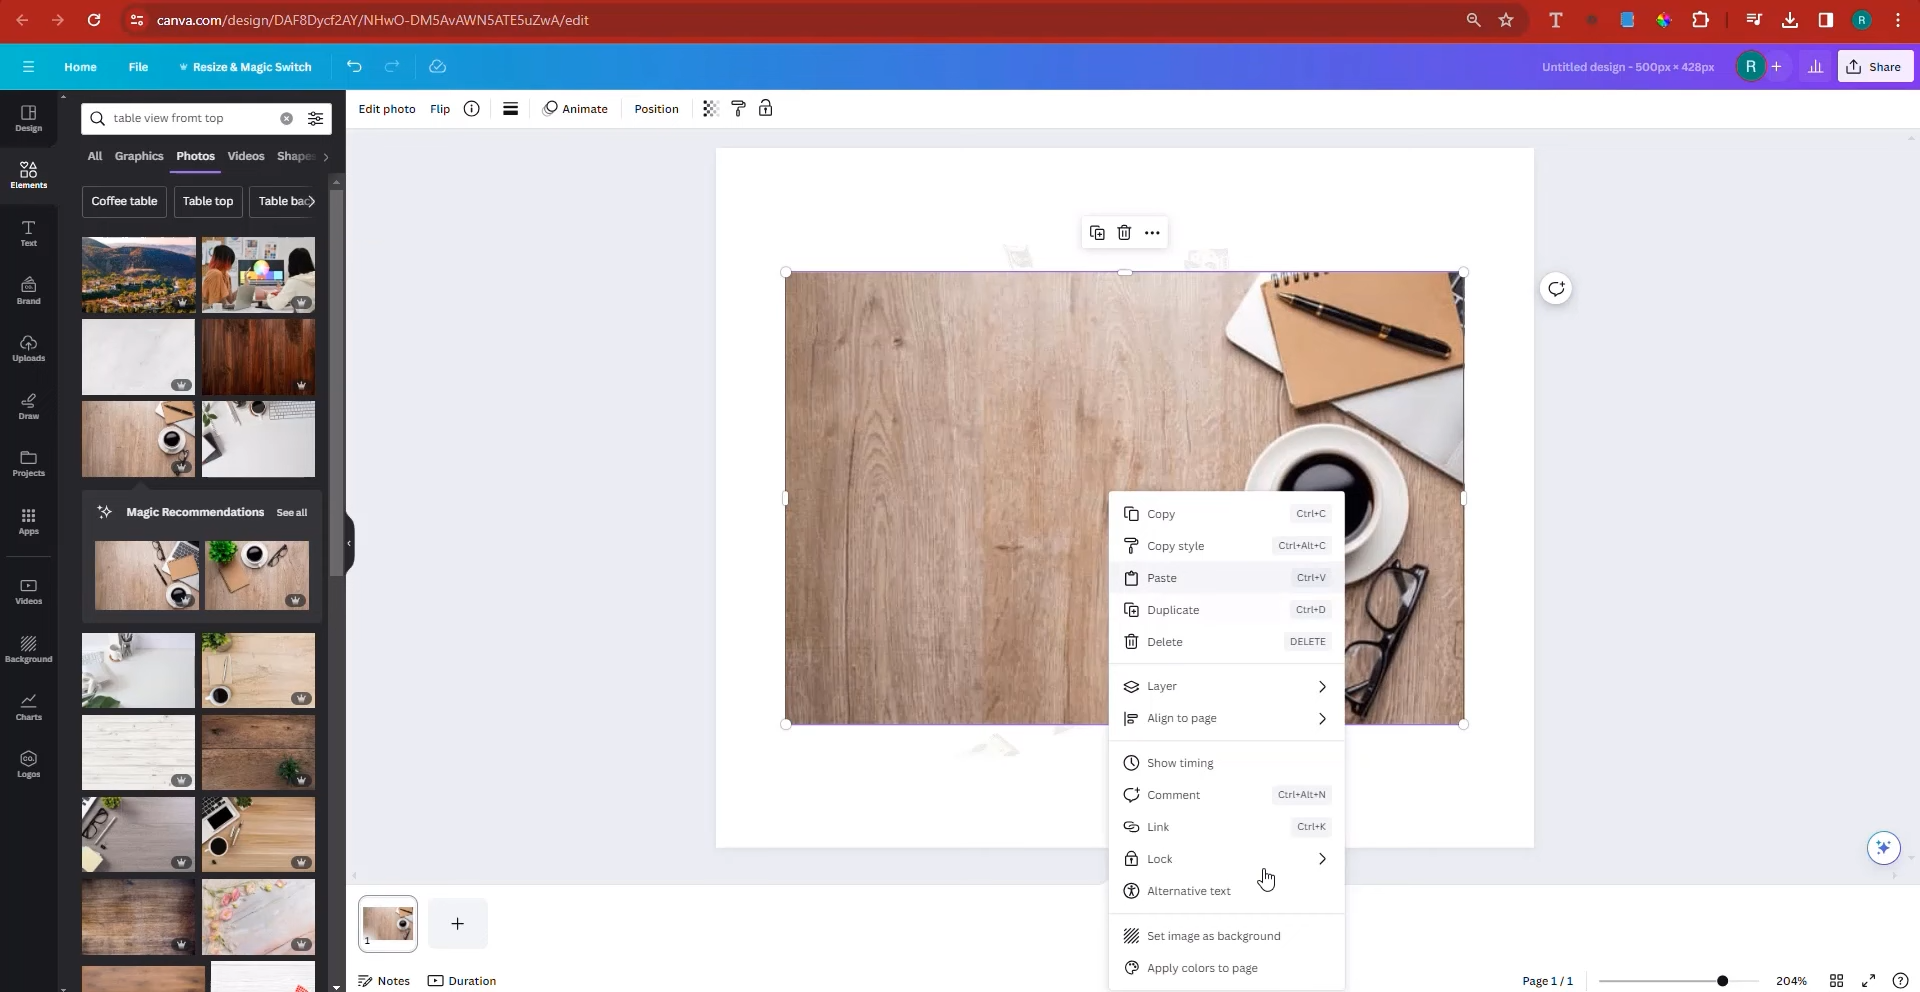 canva.com/design/DAF8Dycf2AY/NHwO-DM5AvAWN5ATE5uZwA/edit
R
Home
File
Resize & Magic Switch
Untitled design - 500px × 428px
R
+
Share
Design
Elements
Text
Brand
Uploads
Draw
Projects
Apps
Videos
Background
Charts
Logos
table view fromt top
All
Graphics
Photos
Videos
Shapes
Coffee table
Table top
Table bac
Magic Recommendations
See all
Edit photo
Flip
Animate
Position
Copy
Ctrl+C
Copy style
Ctrl+Alt+C
Paste
Ctrl+V
Duplicate
Ctrl+D
Delete
DELETE
Layer
Align to page
Show timing
Comment
Ctrl+Alt+N
Link
Ctrl+K
Lock
Alternative text
Set image as background
Apply colors to page
1
+
Notes
Duration
Page 1 / 1
204%